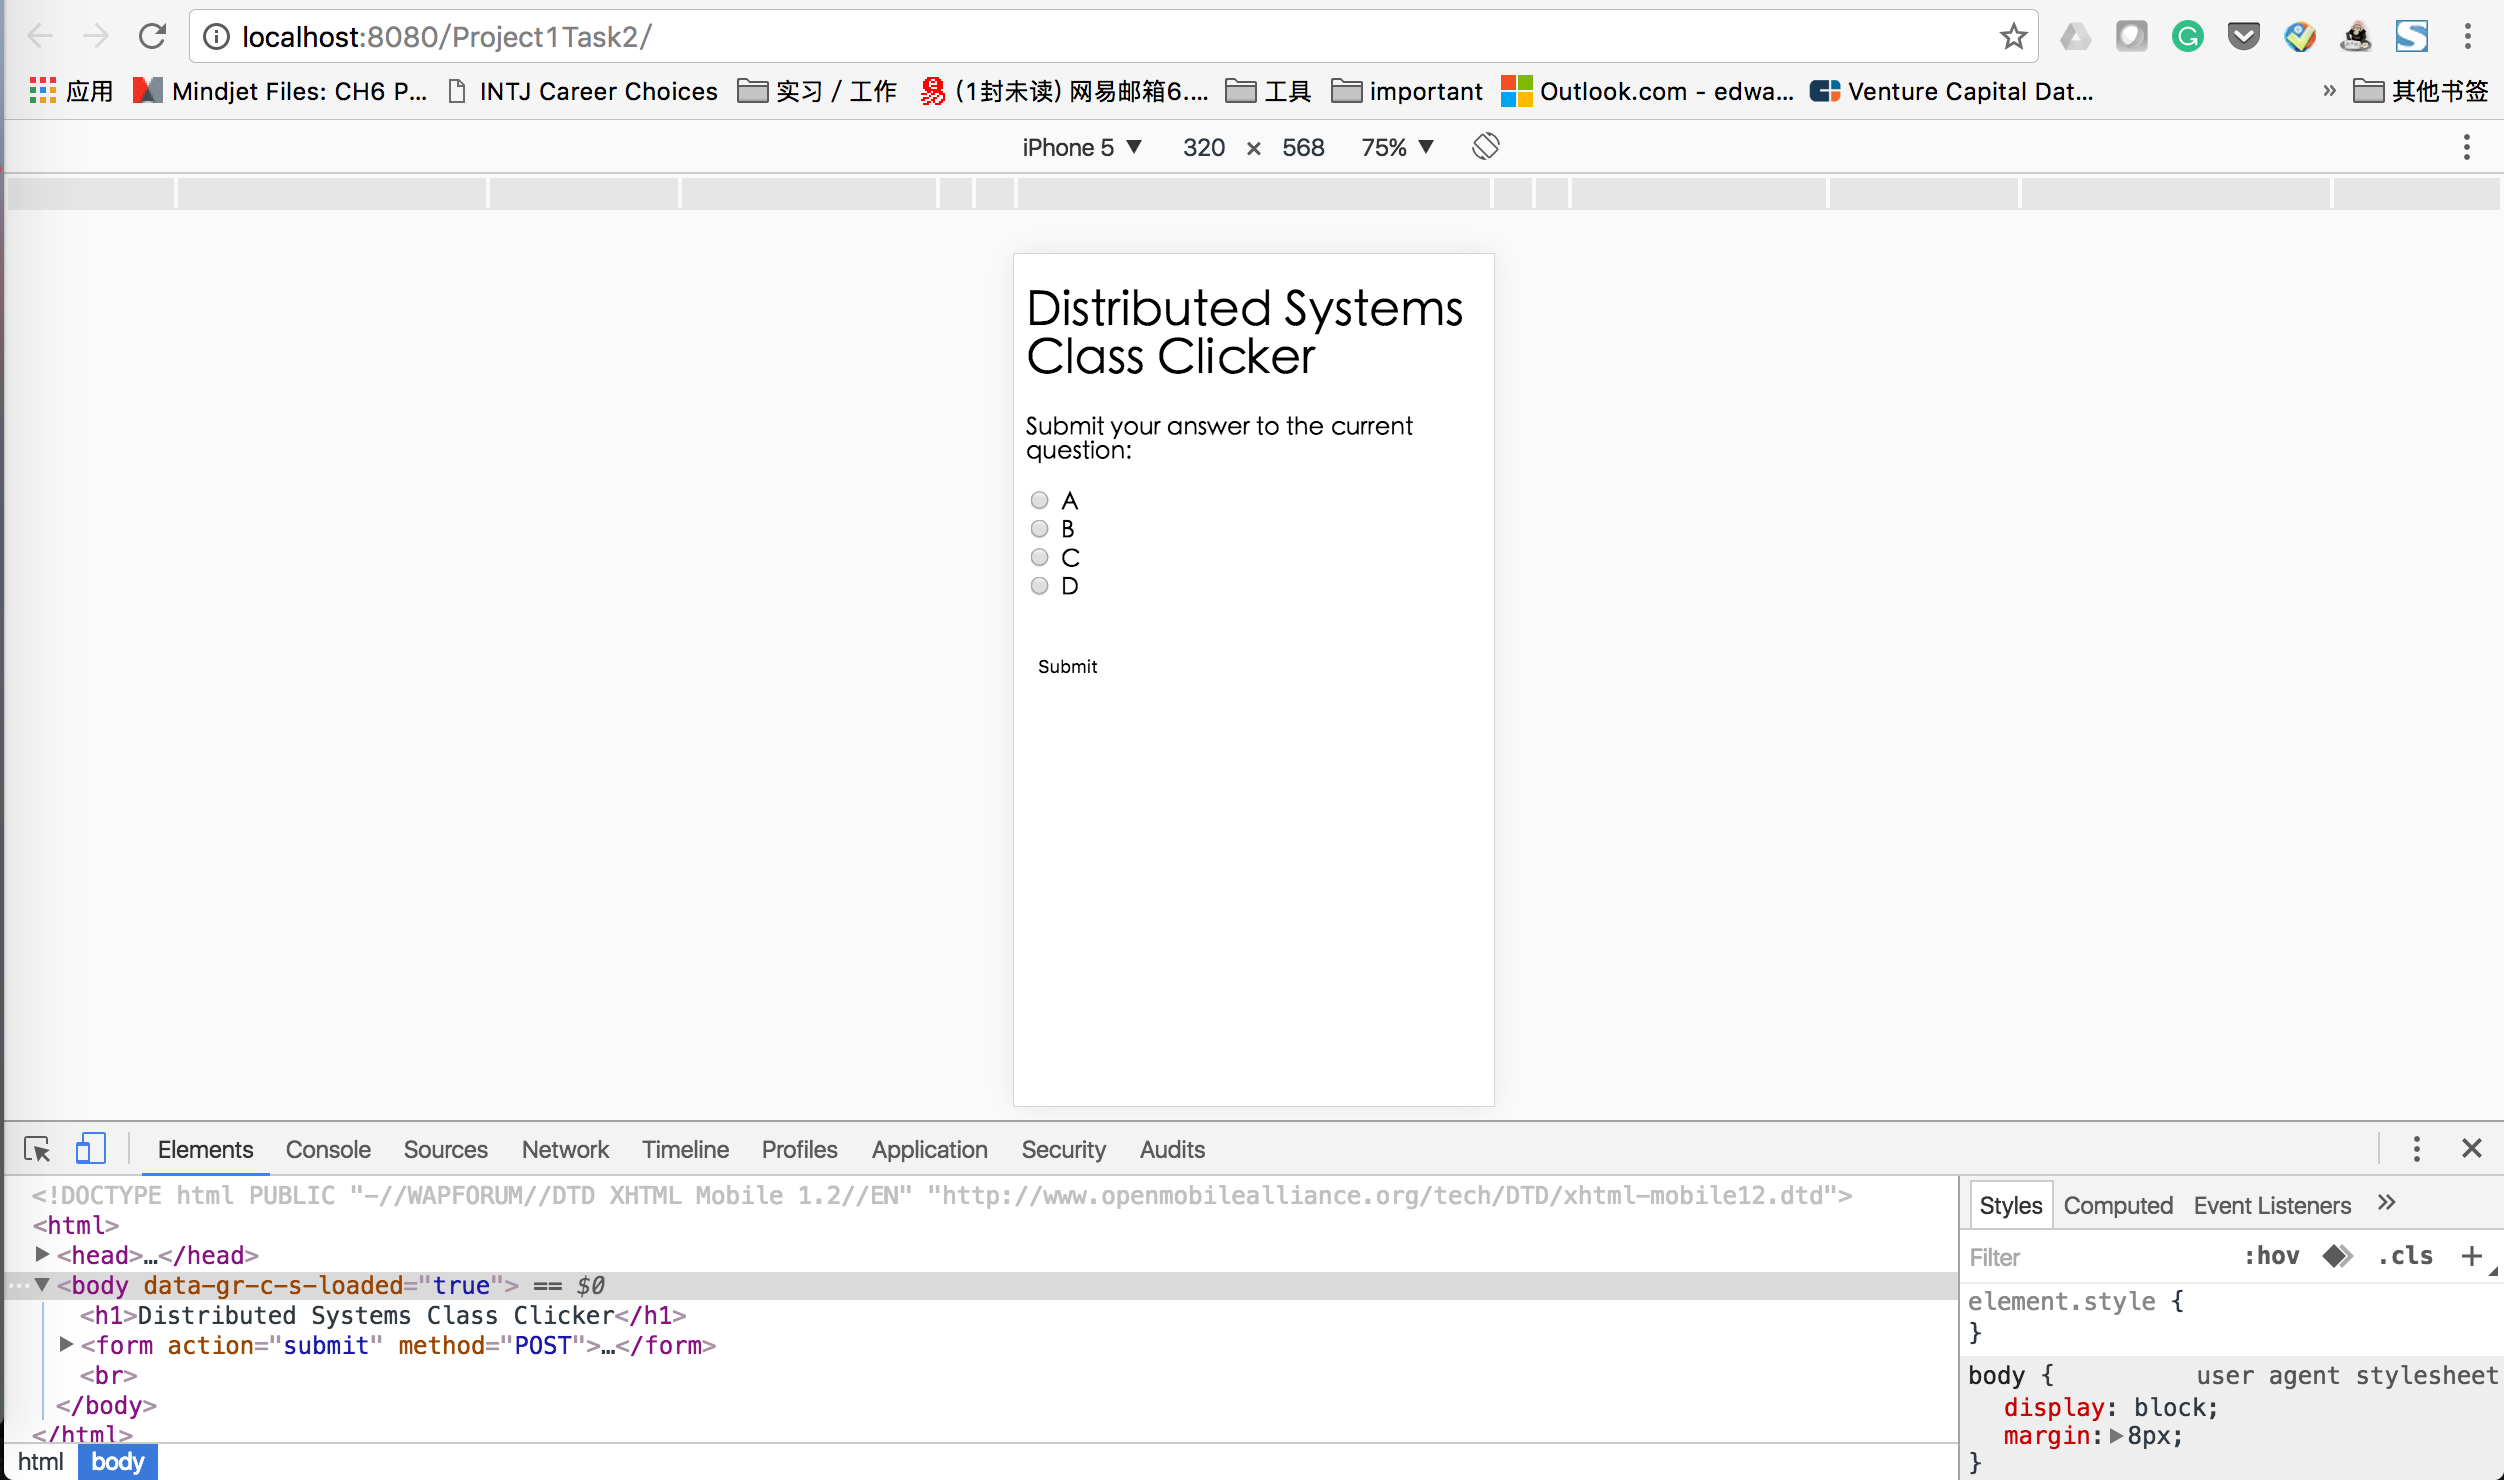 localhost:8080/Project1Task2/
应用 Mindjet Files: CH6 P... INTJ Career Choices 实习 / 工作 (1封未读) 网易邮箱6.... 工具 important Outlook.com - edwa... Venture Capital Dat... » 其他书签
iPhone 5 ▼ 320 × 568 75% ▼
Distributed Systems
Class Clicker
Submit your answer to the current
question:
A
B
C
D
Submit
Elements Console Sources Network Timeline Profiles Application Security Audits
<!DOCTYPE html PUBLIC "-//WAPFORUM//DTD XHTML Mobile 1.2//EN" "http://www.openmobilealliance.org/tech/DTD/xhtml-mobile12.dtd">
<html>
▶<head>…</head>
…▼<body data-gr-c-s-loaded="true"> == $0
<h1>Distributed Systems Class Clicker</h1>
▶<form action="submit" method="POST">…</form>
<br>
</body>
</html>
html body
Styles Computed Event Listeners »
Filter :hov .cls +
element.style {
}
body { user agent stylesheet
display: block;
margin:▶8px;
}